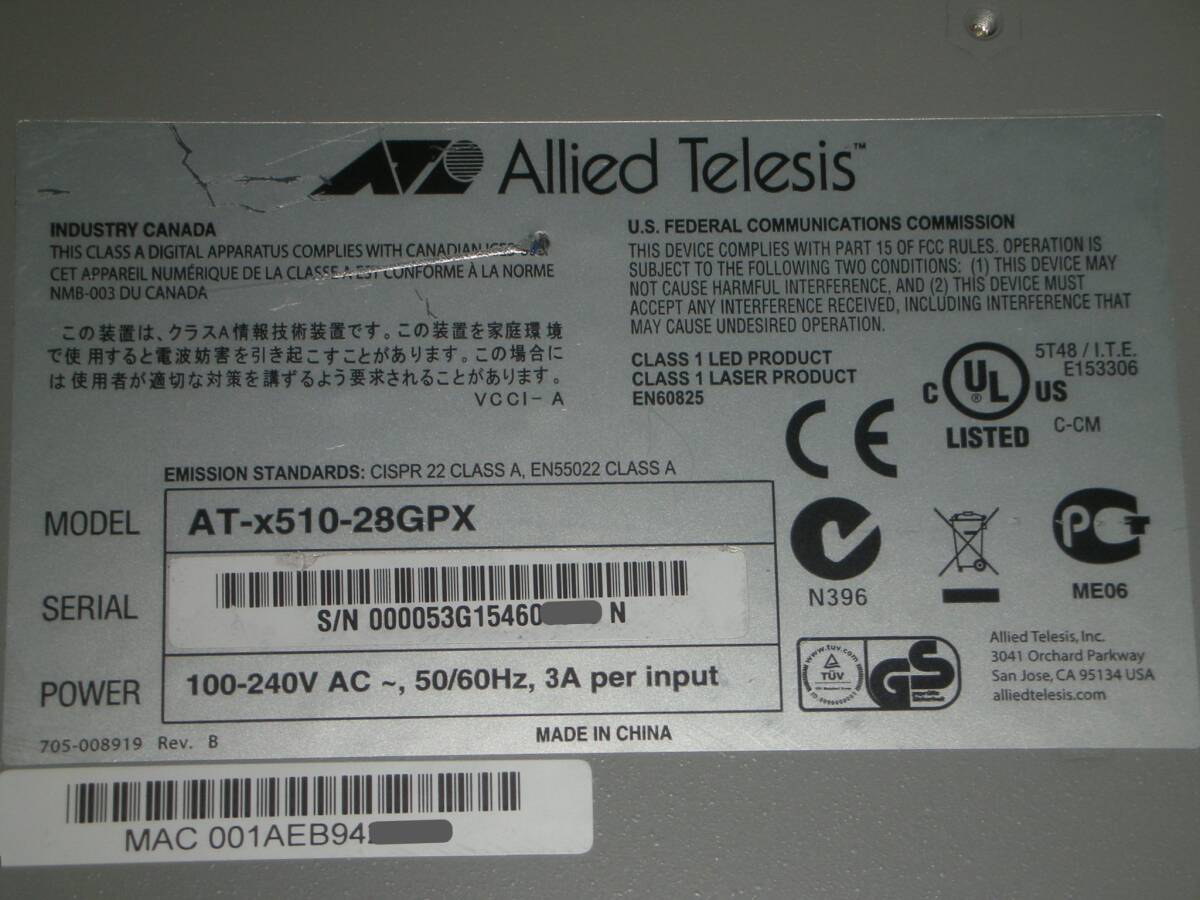 Allied Telesis™
INDUSTRY CANADA
THIS CLASS A DIGITAL APPARATUS COMPLIES WITH CANADIAN
CET APPAREIL NUMÉRIQUE DE LA CLASSE A EST CONFORME À LA NORME
NMB-003 DU CANADA
この装置は、クラスA情報技術装置です。この装置を家庭環境
で使用すると電波妨害を引き起こすことがあります。この場合に
は使用者が適切な対策を講ずるよう要求されることがあります。
VCCI-A
U.S. FEDERAL COMMUNICATIONS COMMISSION
THIS DEVICE COMPLIES WITH PART 15 OF FCC RULES. OPERATION IS
SUBJECT TO THE FOLLOWING TWO CONDITIONS: (1) THIS DEVICE MAY
NOT CAUSE HARMFUL INTERFERENCE, AND (2) THIS DEVICE MUST
ACCEPT ANY INTERFERENCE RECEIVED, INCLUDING INTERFERENCE THAT
MAY CAUSE UNDESIRED OPERATION.
CLASS 1 LED PRODUCT
CLASS 1 LASER PRODUCT
EN60825
C UL® US
LISTED
5T48 / I.T.E.
E153306
C-CM
CE
EMISSION STANDARDS: CISPR 22 CLASS A, EN55022 CLASS A
MODEL AT-x510-28GPX
SERIAL S/N 000053G15460 N
POWER 100-240V AC ~, 50/60Hz, 3A per input
N396
PC
ME06
www.tuv.com
TÜV
GS
geprüfte
Sicherheit
Allied Telesis, Inc.
3041 Orchard Parkway
San Jose, CA 95134 USA
alliedtelesis.com
705-008919 Rev. B
MADE IN CHINA
MAC 001AEB94